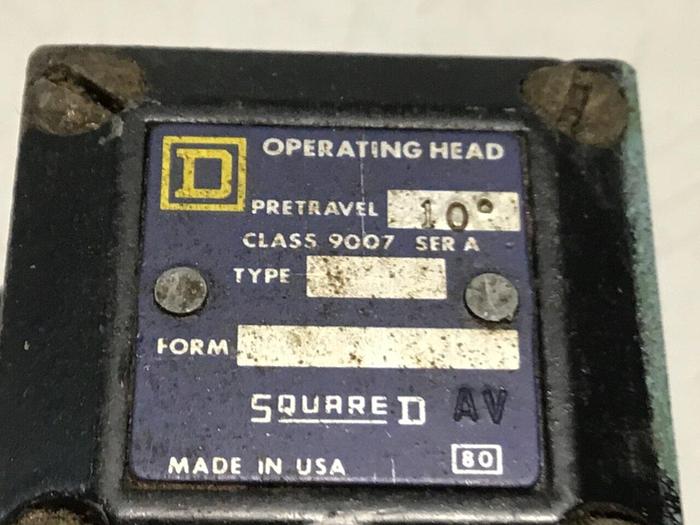 D OPERATING HEAD
PRETRAVEL 10°
CLASS 9007 SER A
TYPE
FORM
SQUARE D AV
MADE IN USA 80